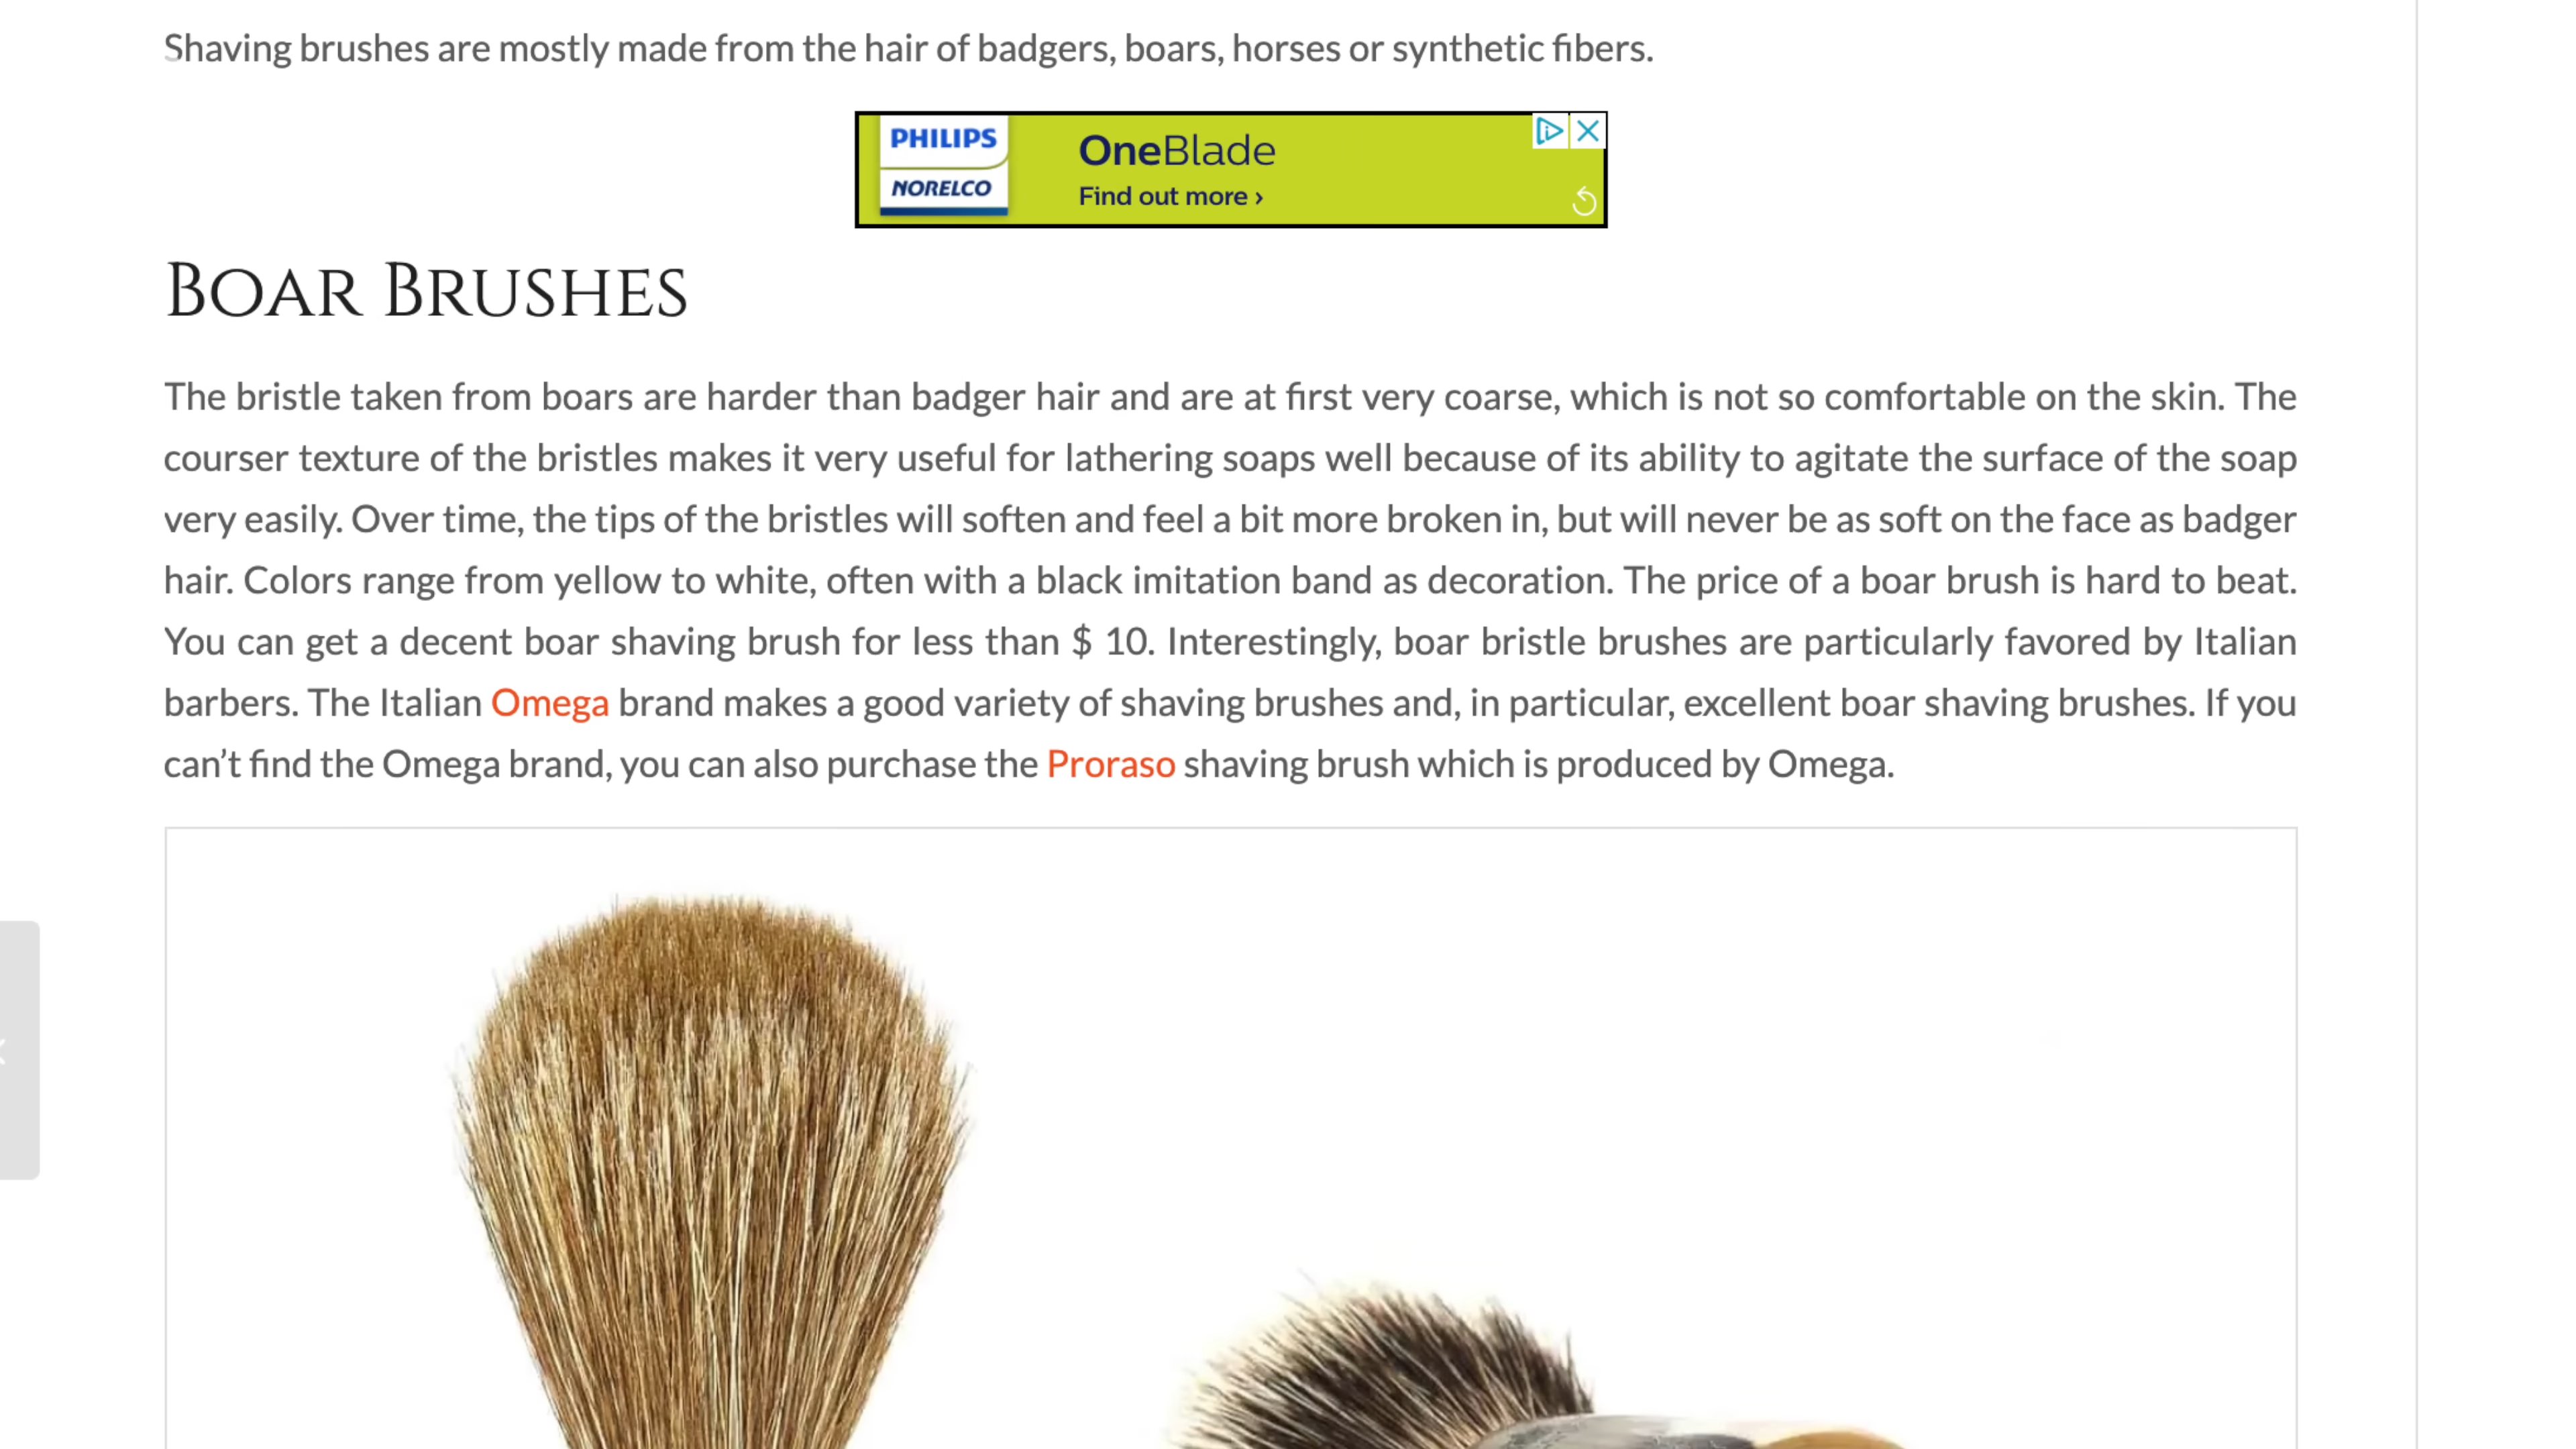 Shaving brushes are mostly made from the hair of badgers, boars, horses or synthetic fibers.
PHILIPS
NORELCO
OneBlade
Find out more ›
BOAR BRUSHES
The bristle taken from boars are harder than badger hair and are at first very coarse, which is not so comfortable on the skin. The
courser texture of the bristles makes it very useful for lathering soaps well because of its ability to agitate the surface of the soap
very easily. Over time, the tips of the bristles will soften and feel a bit more broken in, but will never be as soft on the face as badger
hair. Colors range from yellow to white, often with a black imitation band as decoration. The price of a boar brush is hard to beat.
You can get a decent boar shaving brush for less than $ 10. Interestingly, boar bristle brushes are particularly favored by Italian
barbers. The Italian Omega brand makes a good variety of shaving brushes and, in particular, excellent boar shaving brushes. If you
can’t find the Omega brand, you can also purchase the Proraso shaving brush which is produced by Omega.